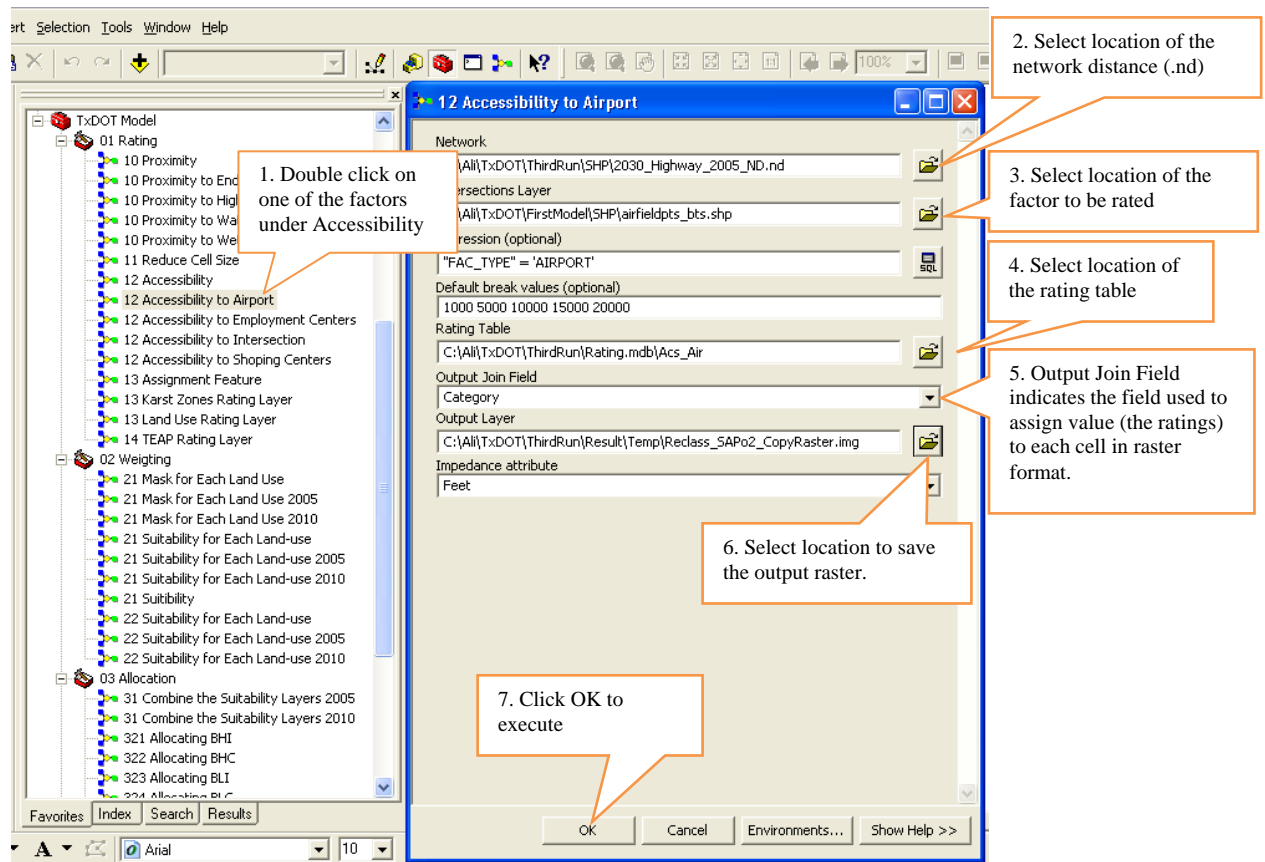 ert Selection Tools Window Help
100%
TxDOT Model
01 Rating
10 Proximity
10 Proximity to End
10 Proximity to Hig
10 Proximity to Wa
10 Proximity to We
11 Reduce Cell Size
12 Accessibility
12 Accessibility to Airport
12 Accessibility to Employment Centers
12 Accessibility to Intersection
12 Accessibility to Shoping Centers
13 Assignment Feature
13 Karst Zones Rating Layer
13 Land Use Rating Layer
14 TEAP Rating Layer
02 Weigting
21 Mask for Each Land Use
21 Mask for Each Land Use 2005
21 Mask for Each Land Use 2010
21 Suitability for Each Land-use
21 Suitability for Each Land-use 2005
21 Suitability for Each Land-use 2010
21 Suitibility
22 Suitability for Each Land-use
22 Suitability for Each Land-use 2005
22 Suitability for Each Land-use 2010
03 Allocation
31 Combine the Suitability Layers 2005
31 Combine the Suitability Layers 2010
321 Allocating BHI
322 Allocating BHC
323 Allocating BLI
324 Allocating BLC
Favorites Index Search Results
A Arial 10
1. Double click on
one of the factors
under Accessibility
12 Accessibility to Airport
Network
\Ali\TxDOT\ThirdRun\SHP\2030_Highway_2005_ND.nd
ersections Layer
\Ali\TxDOT\FirstModel\SHP\airfieldpts_bts.shp
ression (optional)
"FAC_TYPE" = 'AIRPORT'
SQL
Default break values (optional)
1000 5000 10000 15000 20000
Rating Table
C:\Ali\TxDOT\ThirdRun\Rating.mdb\Acs_Air
Output Join Field
Category
Output Layer
C:\Ali\TxDOT\ThirdRun\Result\Temp\Reclass_SAPo2_CopyRaster.img
Impedance attribute
Feet
OK Cancel Environments... Show Help >>
2. Select location of the
network distance (.nd)
3. Select location of the
factor to be rated
4. Select location of
the rating table
5. Output Join Field
indicates the field used to
assign value (the ratings)
to each cell in raster
format.
6. Select location to save
the output raster.
7. Click OK to
execute